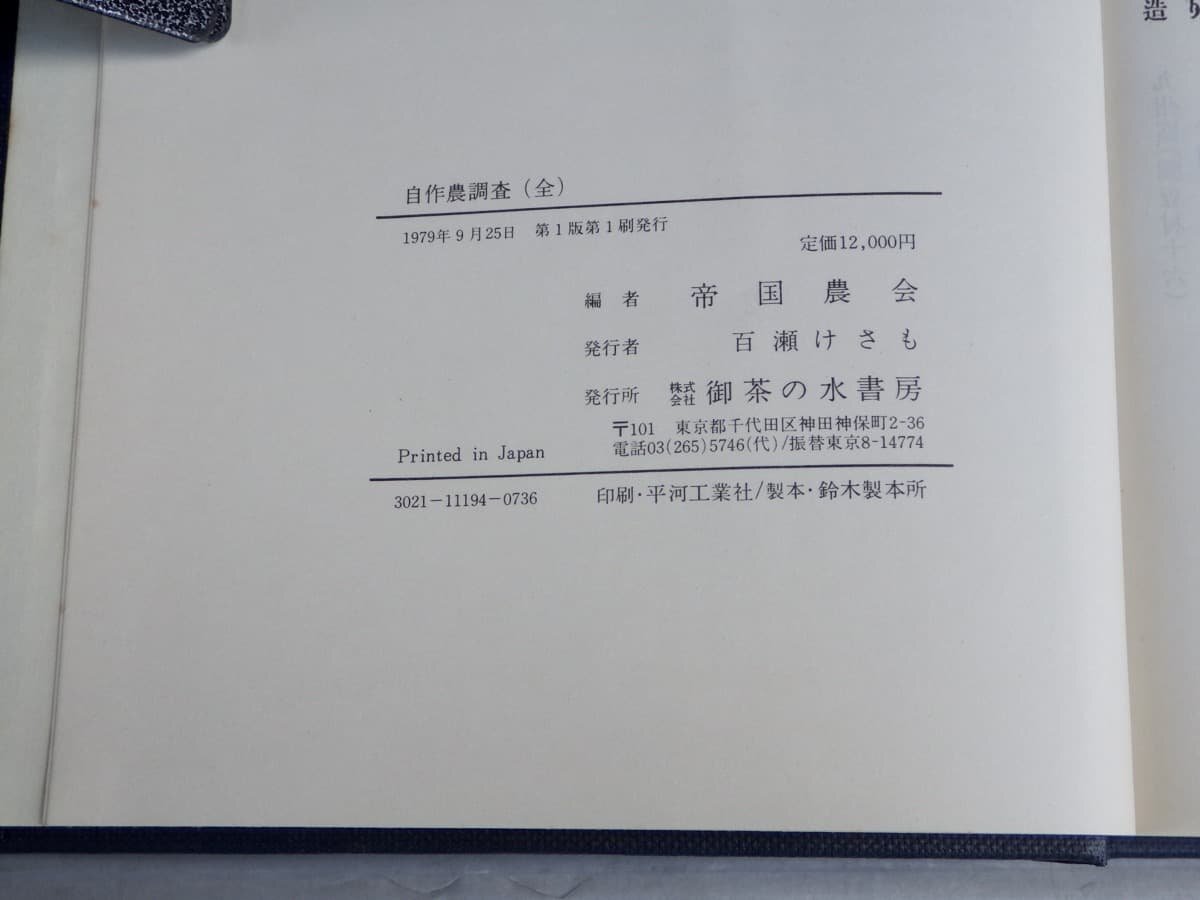 自作農調査（全）
1979年9月25日　第1版第1刷発行
定価12,000円
編者　帝国農会
発行者　百瀬けさも
発行所　株式会社 御茶の水書房
〒101　東京都千代田区神田神保町2-36
電話03(265)5746(代)/振替東京8-14774
Printed in Japan
3021-11194-0736　印刷・平河工業社/製本・鈴木製本所
造